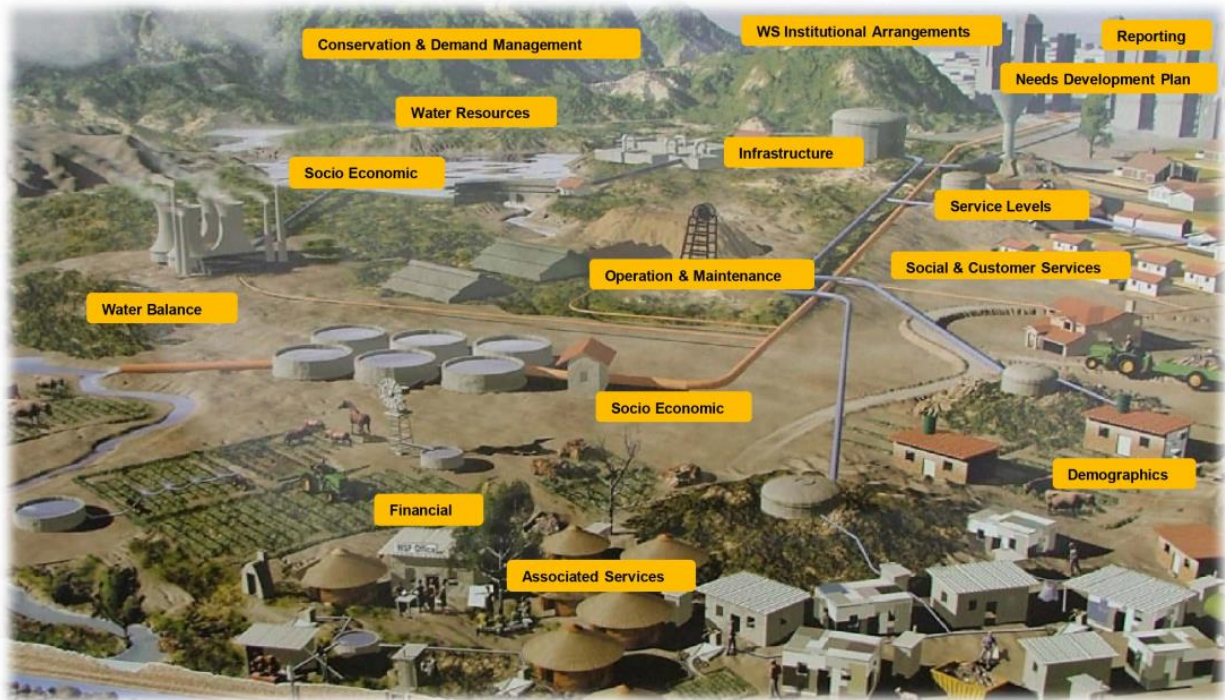 Conservation & Demand Management
WS Institutional Arrangements
Reporting
Needs Development Plan
Water Resources
Infrastructure
Socio Economic
Service Levels
Operation & Maintenance
Social & Customer Services
Water Balance
Socio Economic
Demographics
Financial
WSP Office
Associated Services